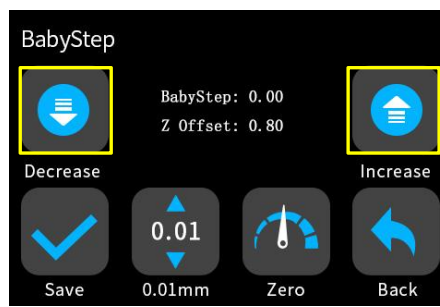 BabyStep
BabyStep: 0.00
Z Offset: 0.80
Decrease
Increase
0.01
Save
0.01mm
Zero
Back